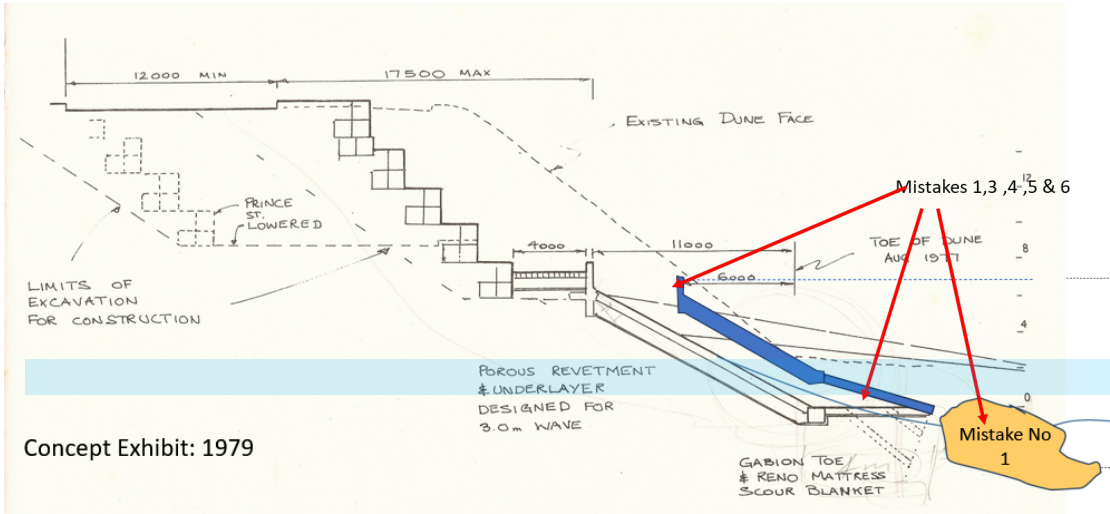 12000 MIN
17500 MAX
EXISTING DUNE FACE
Mistakes 1,3 ,4 ,5 & 6
12
PRINCE
ST.
LOWERED
4000
11000
TOE OF DUNE
AUG 1977
8
6000
LIMITS OF
EXCAVATION
FOR CONSTRUCTION
4
POROUS REVETMENT
& UNDERLAYER
DESIGNED FOR
3.0m WAVE
0
Concept Exhibit: 1979
Mistake No
1
GABION TOE
& RENO MATTRESS
SCOUR BLANKET